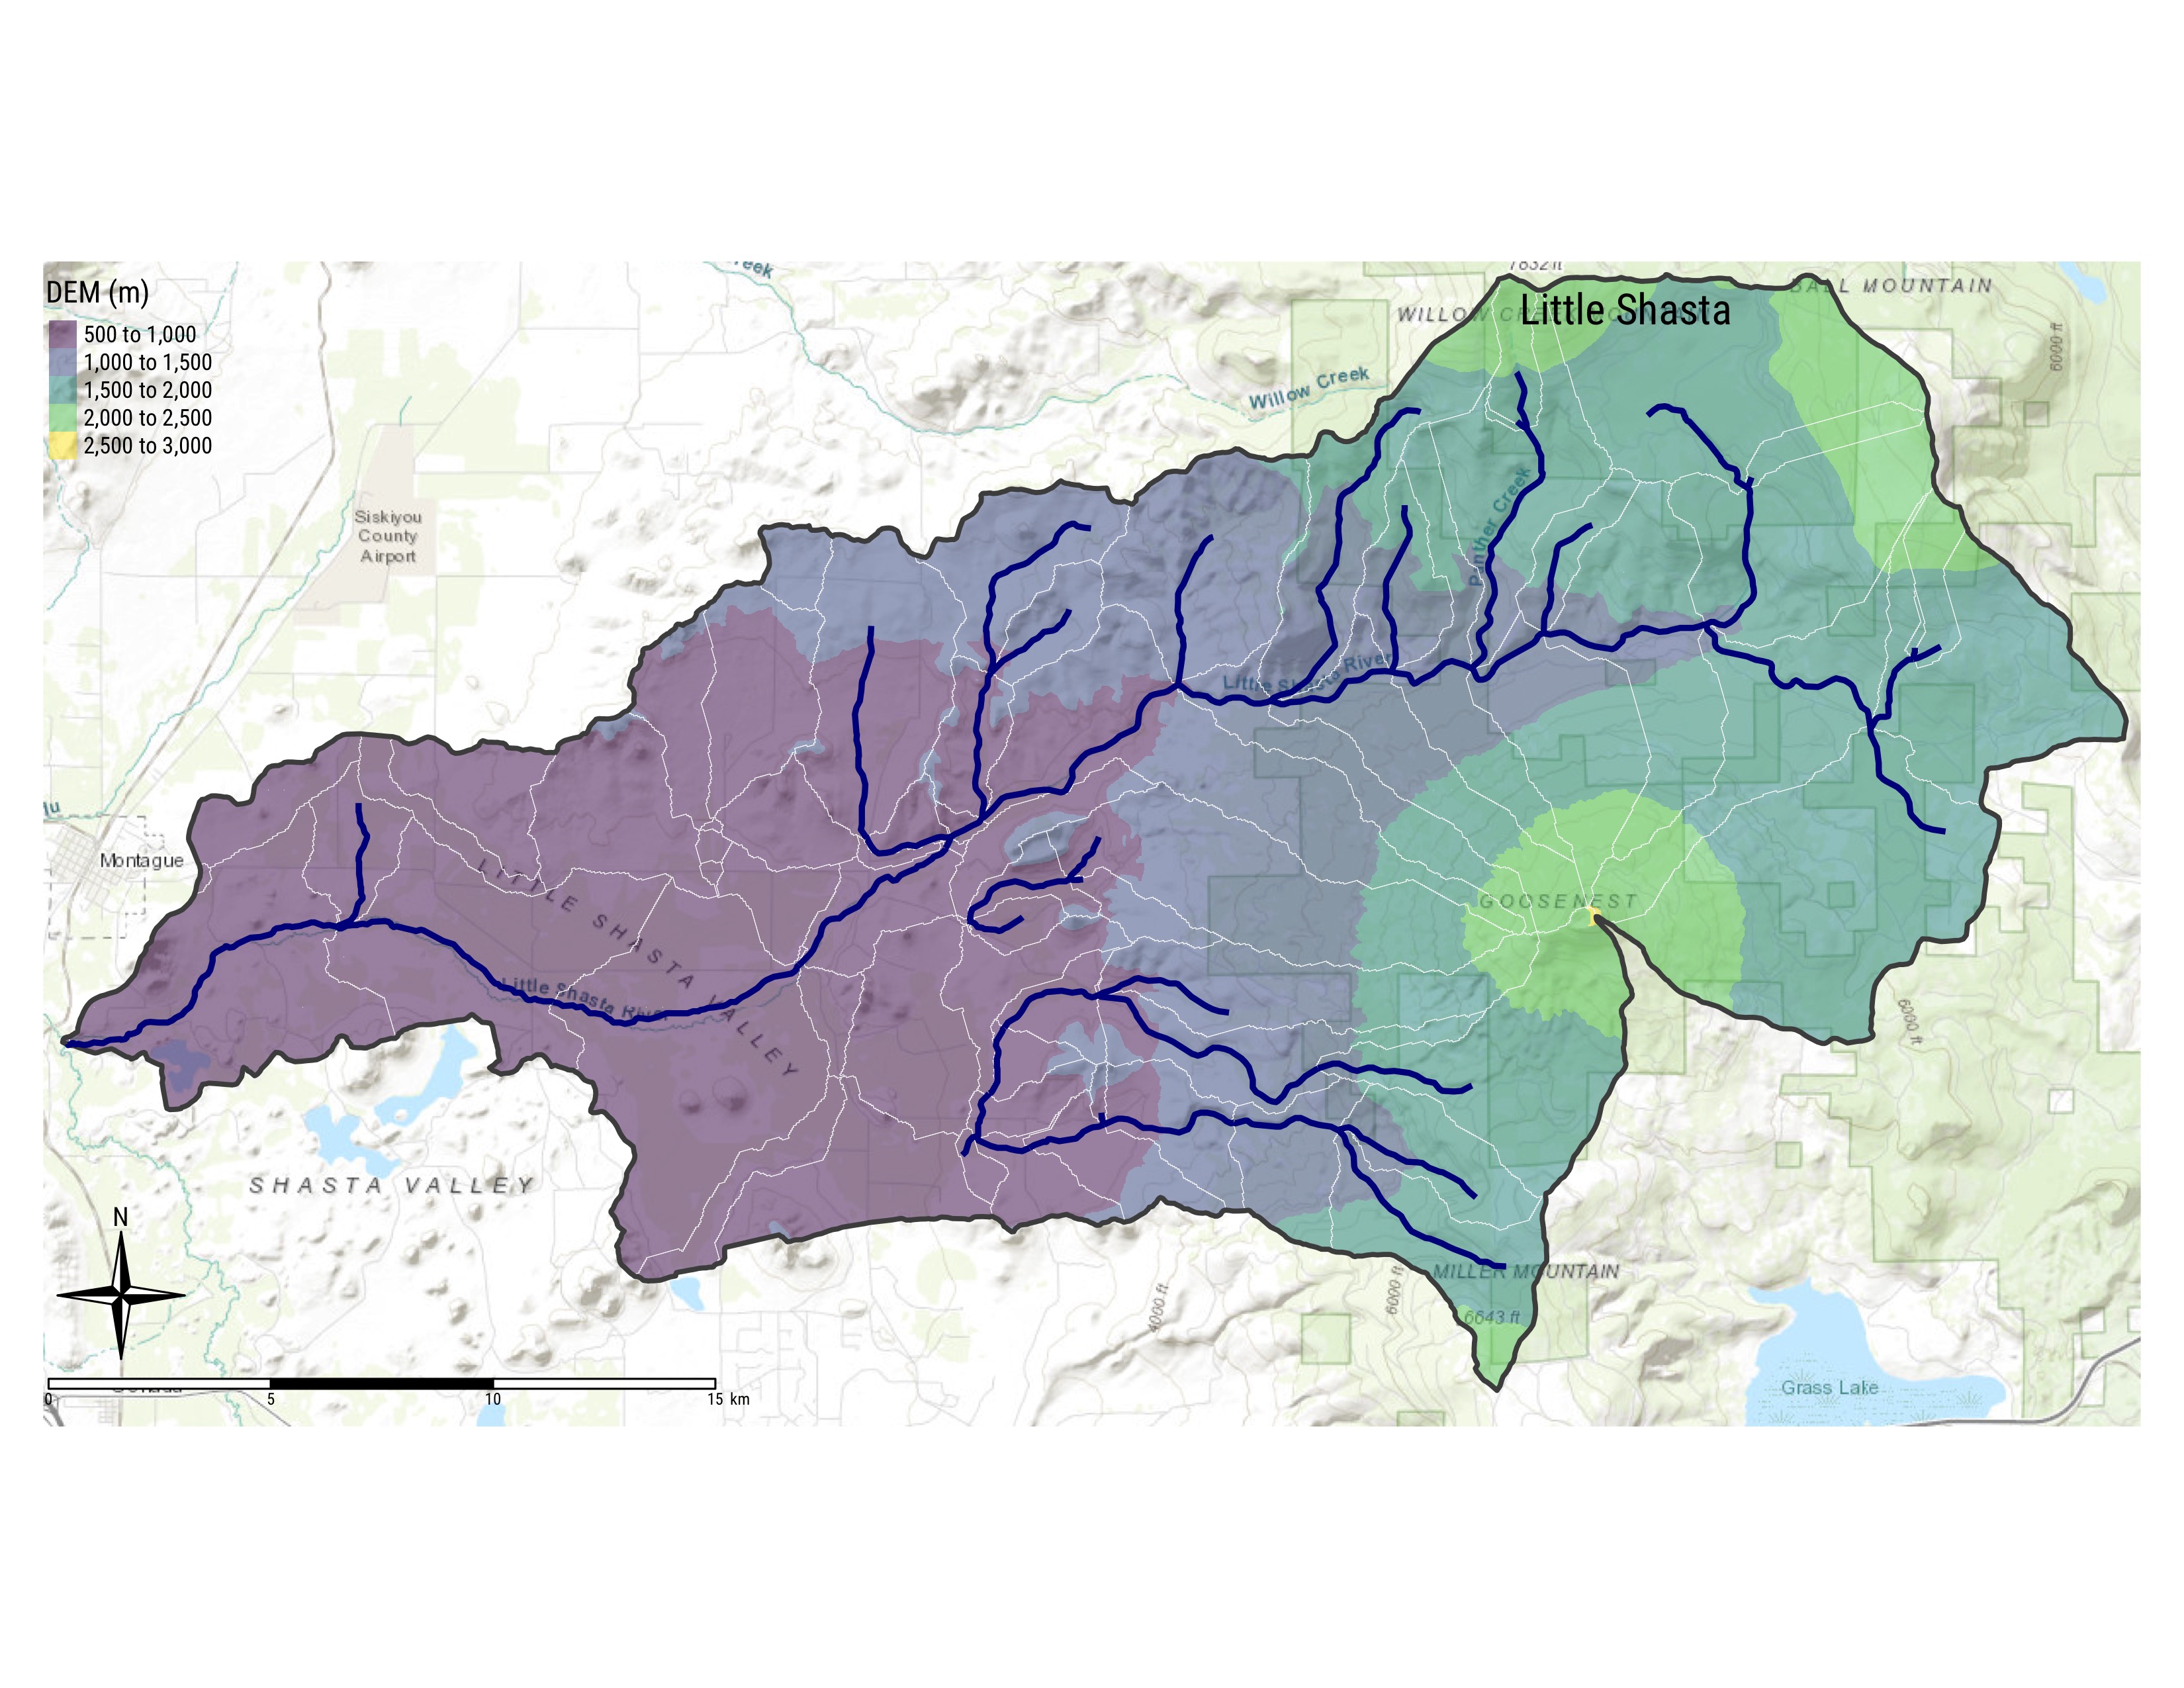 DEM (m)
500 to 1,000
1,000 to 1,500
1,500 to 2,000
2,000 to 2,500
2,500 to 3,000
reek
7832 ft
Little Shasta
BALL MOUNTAIN
WILLOW CREEK
6000 ft
Willow Creek
Siskiyou
County
Airport
Panther Creek
Little Shasta River
Montague
LITTLE SHASTA VALLEY
GOOSENEST
Little Shasta River
6000 ft
SHASTA VALLEY
N
MILLER MOUNTAIN
6643 ft
4000 ft
6000 ft
Grass Lake
0 5 10 15 km